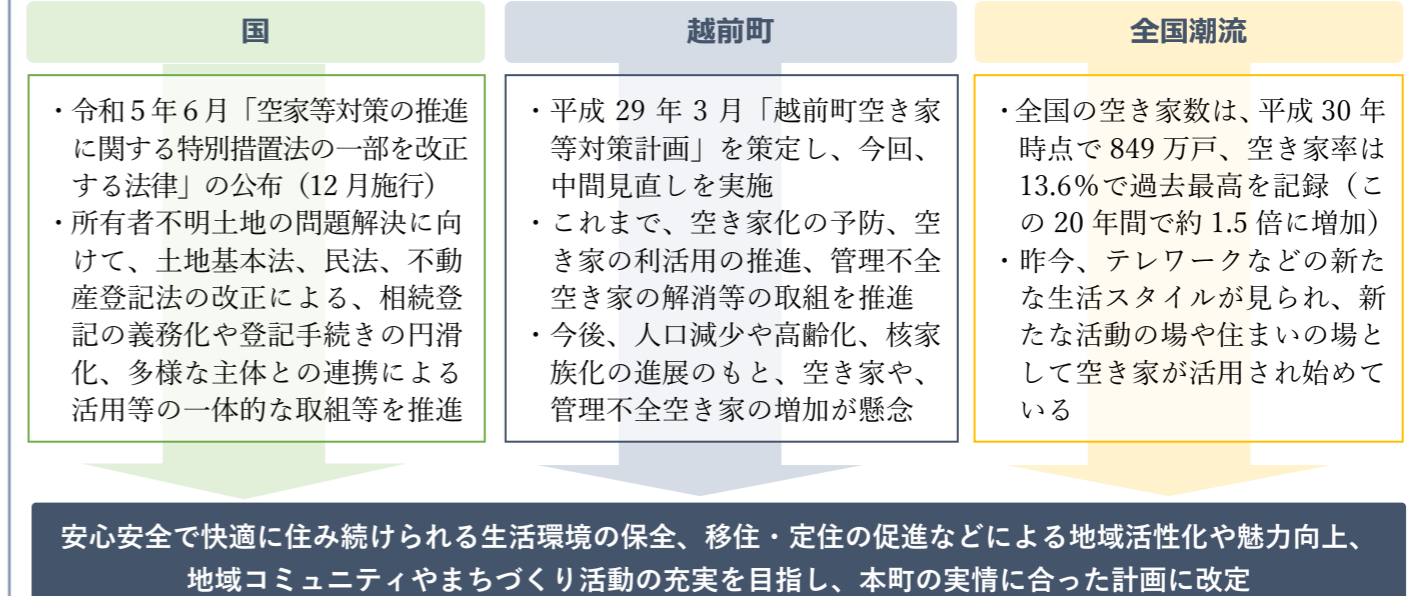 国
・令和５年６月「空家等対策の推進
に関する特別措置法の一部を改正
する法律」の公布（12 月施行）
・所有者不明土地の問題解決に向
けて、土地基本法、民法、不動
産登記法の改正による、相続登
記の義務化や登記手続きの円滑
化、多様な主体との連携による
活用等の一体的な取組等を推進
越前町
・平成 29 年 3 月「越前町空き家
等対策計画」を策定し、今回、
中間見直しを実施
・これまで、空き家化の予防、空
き家の利活用の推進、管理不全
空き家の解消等の取組を推進
・今後、人口減少や高齢化、核家
族化の進展のもと、空き家や、
管理不全空き家の増加が懸念
全国潮流
・全国の空き家数は、平成 30 年
時点で 849 万戸、空き家率は
13.6％で過去最高を記録（こ
の 20 年間で約 1.5 倍に増加）
・昨今、テレワークなどの新た
な生活スタイルが見られ、新
たな活動の場や住まいの場と
して空き家が活用され始めて
いる
安心安全で快適に住み続けられる生活環境の保全、移住・定住の促進などによる地域活性化や魅力向上、
地域コミュニティやまちづくり活動の充実を目指し、本町の実情に合った計画に改定